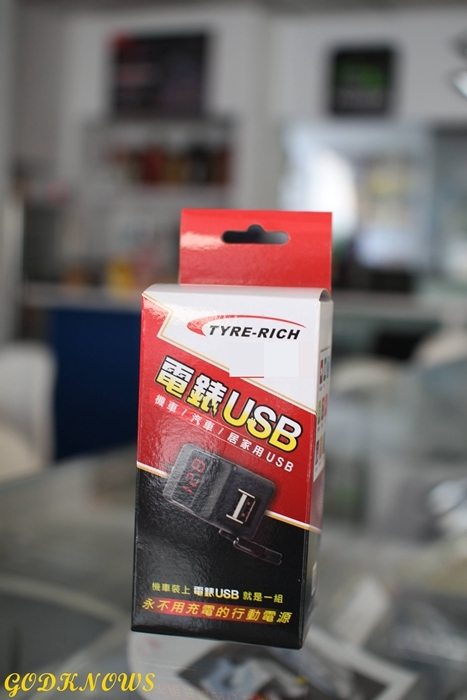 TYRE-RICH
電錶USB
機車/汽車/居家用USB
機車裝上 電錶USB 就是一組
永不用充電的行動電源
GODKNOWS